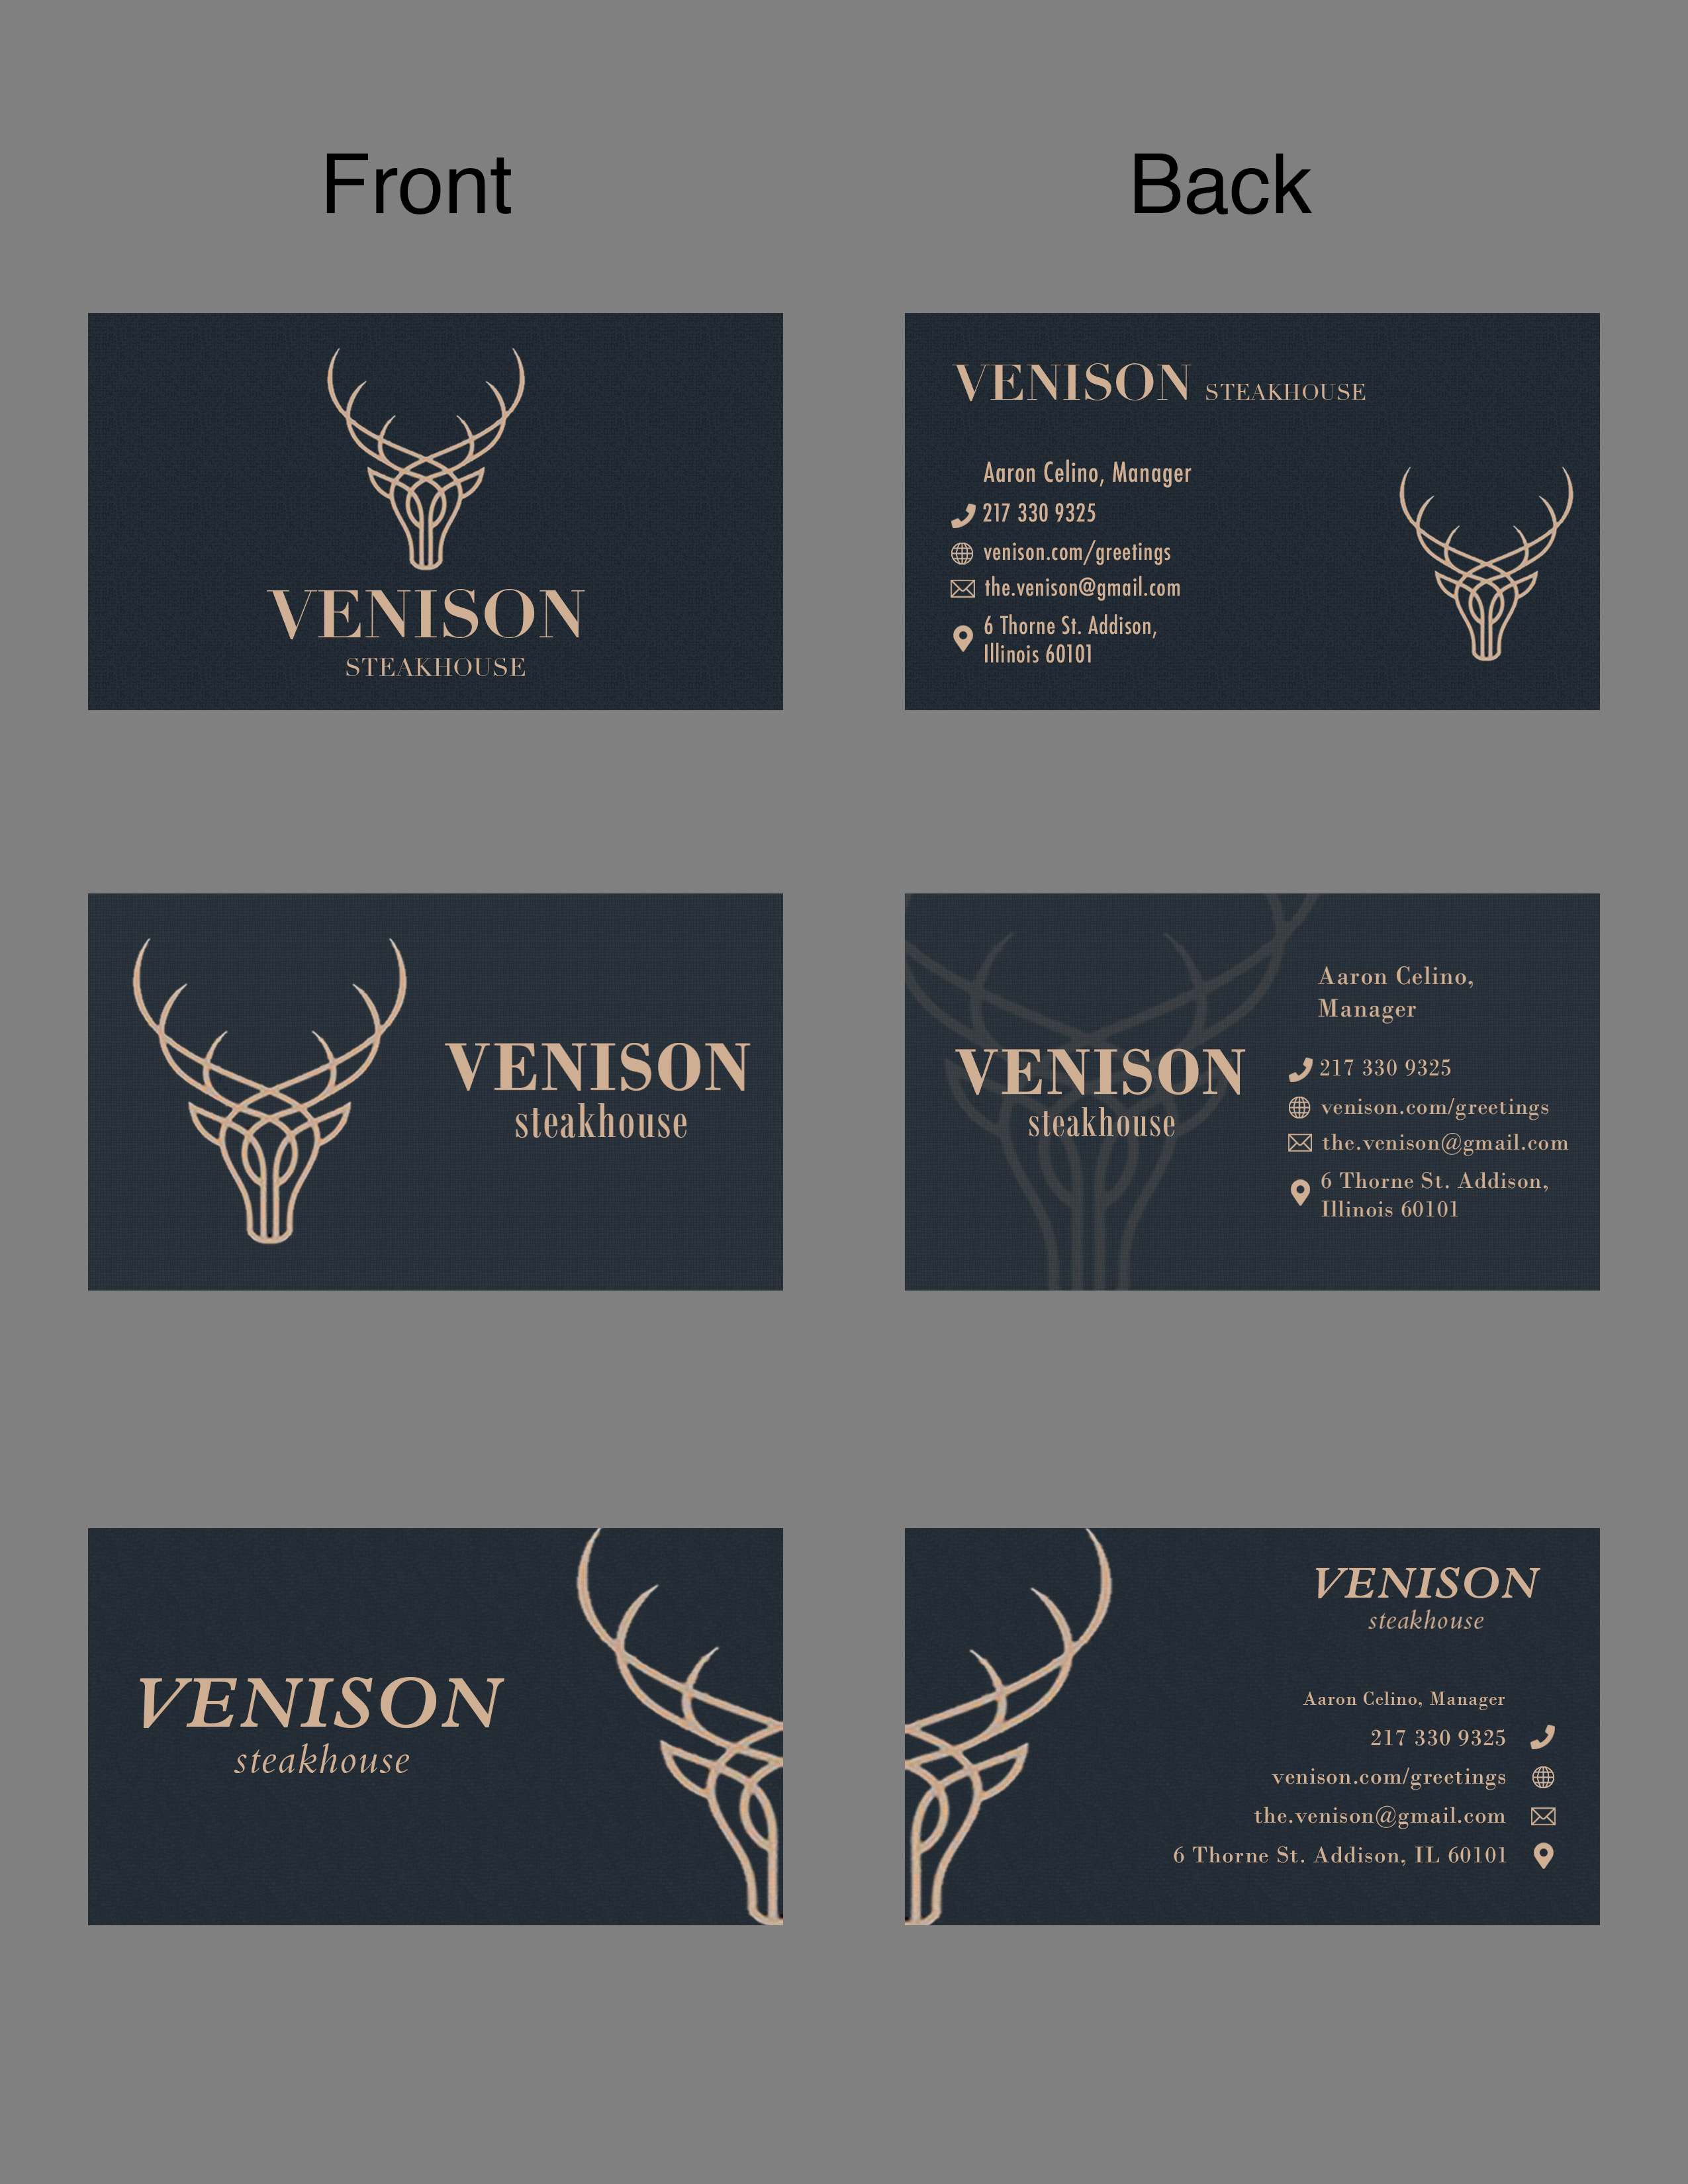 Front
Back
VENISON
STEAKHOUSE
VENISON STEAKHOUSE
Aaron Celino, Manager
217 330 9325
venison.com/greetings
the.venison@gmail.com
6 Thorne St. Addison,
Illinois 60101
VENISON
steakhouse
VENISON
steakhouse
Aaron Celino,
Manager
217 330 9325
venison.com/greetings
the.venison@gmail.com
6 Thorne St. Addison,
Illinois 60101
VENISON
steakhouse
VENISON
steakhouse
Aaron Celino, Manager
217 330 9325
venison.com/greetings
the.venison@gmail.com
6 Thorne St. Addison, IL 60101